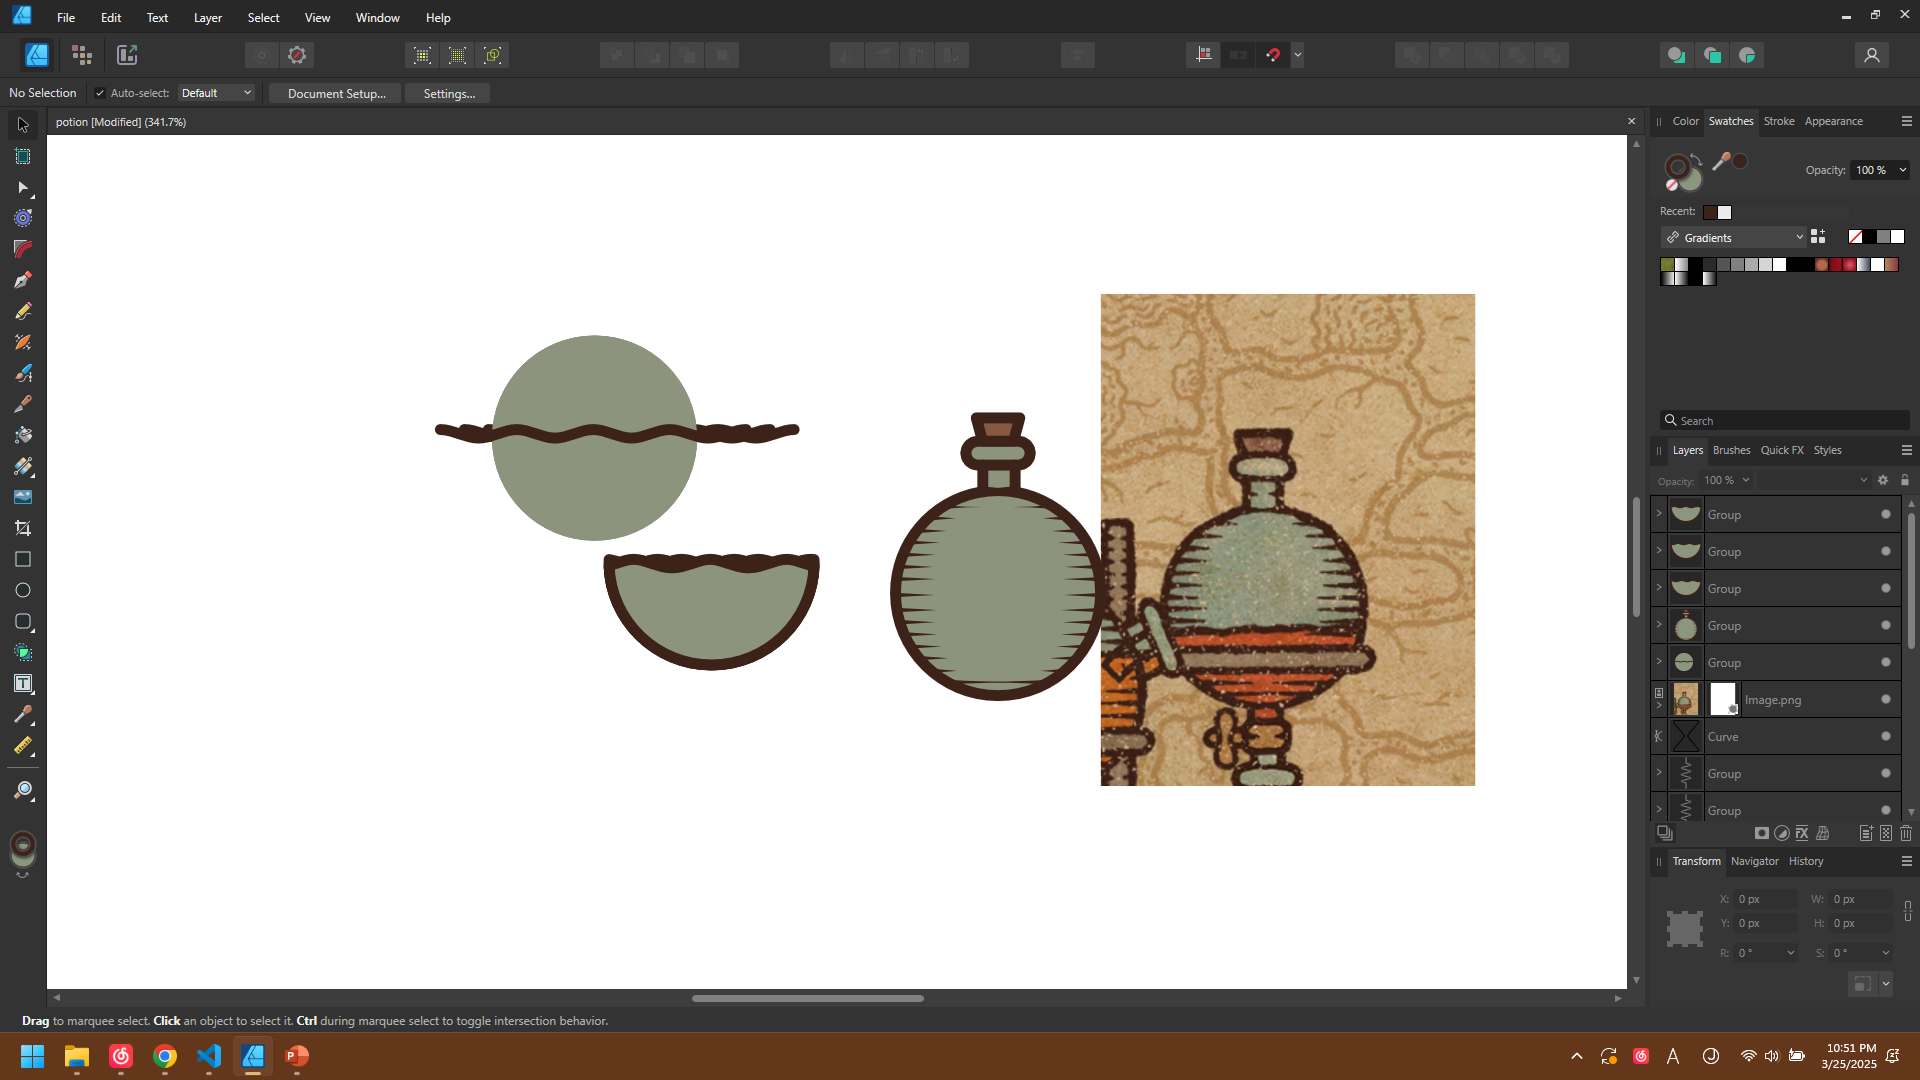 File Edit Text Layer Select View Window Help
No Selection Auto-select: Default Document Setup... Settings...
potion [Modified] (341.7%)
Color Swatches Stroke Appearance
Opacity: 100 %
Recent:
Gradients
Search
Layers Brushes Quick FX Styles
Opacity: 100 %
Group
Group
Group
Group
Group
Image.png
Curve
Group
Group
Transform Navigator History
X: 0 px W: 0 px
Y: 0 px H: 0 px
R: 0 ° S: 0 °
Drag to marquee select. Click an object to select it. Ctrl during marquee select to toggle intersection behavior.
10:51 PM
3/25/2025